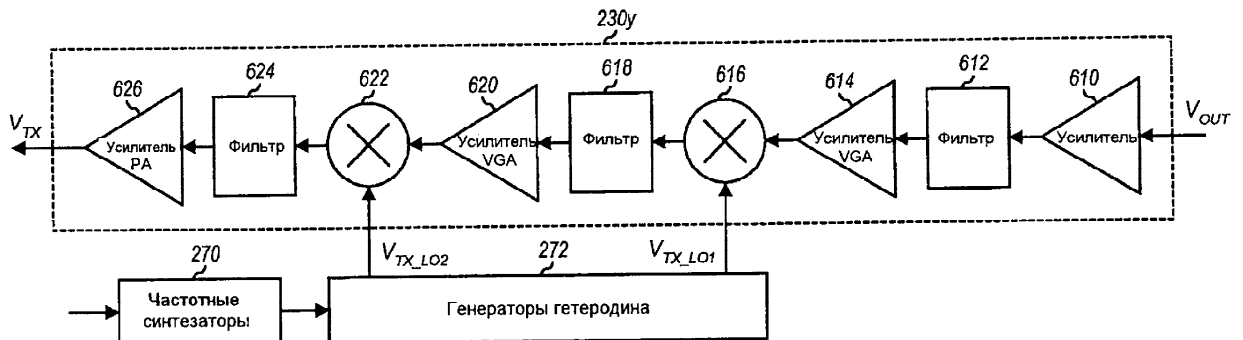 230y
626
624
622
620
618
616
614
612
610
V_TX
Усилитель
PA
Фильтр
Усилитель
VGA
Фильтр
Усилитель
VGA
Фильтр
Усилитель
V_OUT
270
V_TX_LO2
272
V_TX_LO1
Частотные
синтезаторы
Генераторы гетеродина